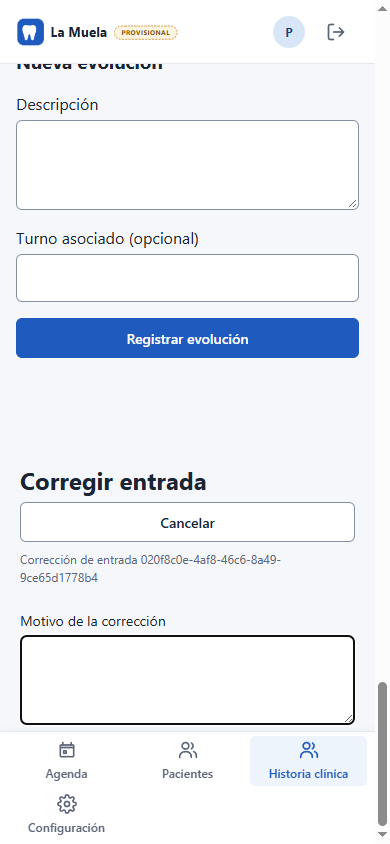 La Muela
PROVISIONAL
P
Nueva evolución
Descripción
Turno asociado (opcional)
Registrar evolución
Corregir entrada
Cancelar
Corrección de entrada 020f8c0e-4af8-46c6-8a49-
9ce65d1778b4
Motivo de la corrección
Agenda
Pacientes
Historia clínica
Configuración